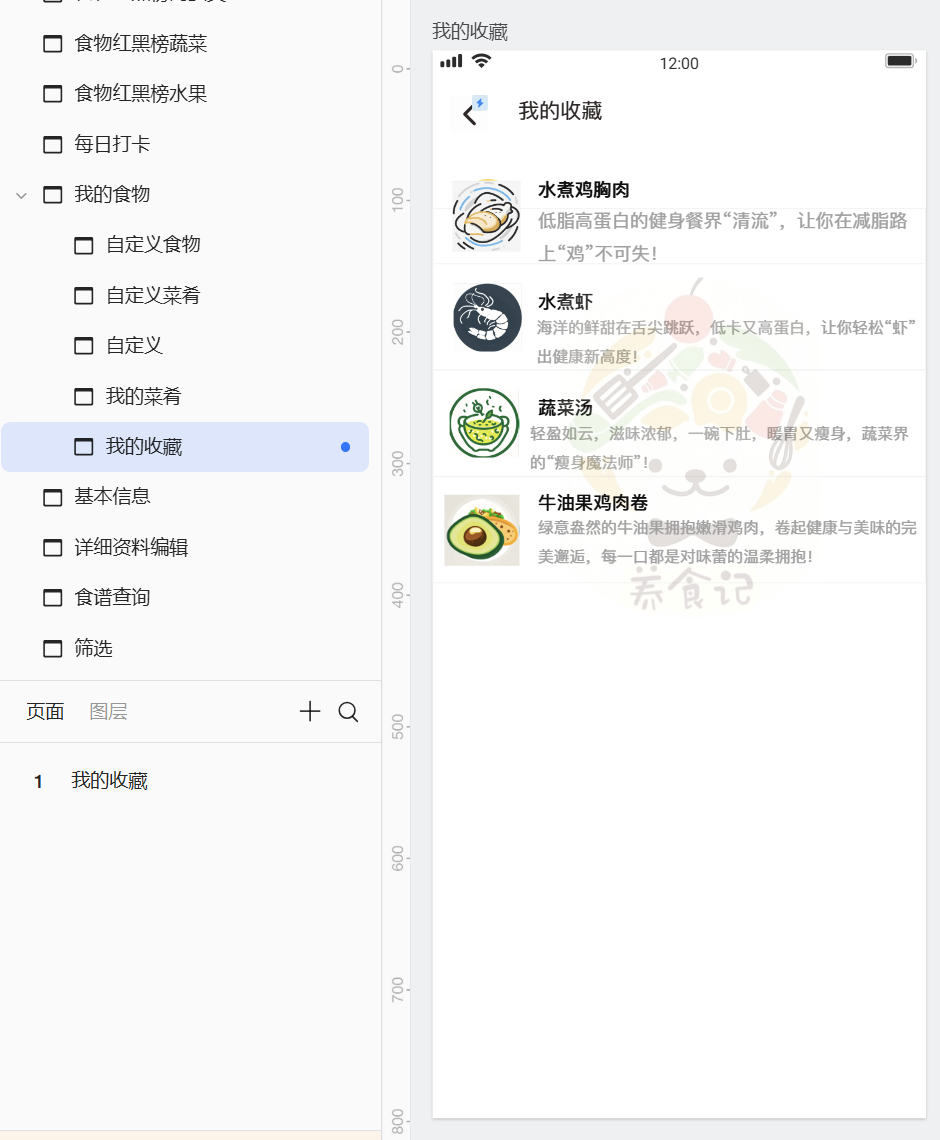 食物红黑榜蔬菜
食物红黑榜水果
每日打卡
我的食物
自定义食物
自定义菜肴
自定义
我的菜肴
我的收藏
基本信息
详细资料编辑
食谱查询
筛选
页面 图层
1 我的收藏
0
100
200
300
400
500
600
700
800
我的收藏
12:00
我的收藏
水煮鸡胸肉
低脂高蛋白的健身餐界“清流”，让你在减脂路
上“鸡”不可失！
水煮虾
海洋的鲜甜在舌尖跳跃，低卡又高蛋白，让你轻松“虾”
出健康新高度！
蔬菜汤
轻盈如云，滋味浓郁，一碗下肚，暖胃又瘦身，蔬菜界
的“瘦身魔法师”！
牛油果鸡肉卷
绿意盎然的牛油果拥抱嫩滑鸡肉，卷起健康与美味的完
美邂逅，每一口都是对味蕾的温柔拥抱！
养食记